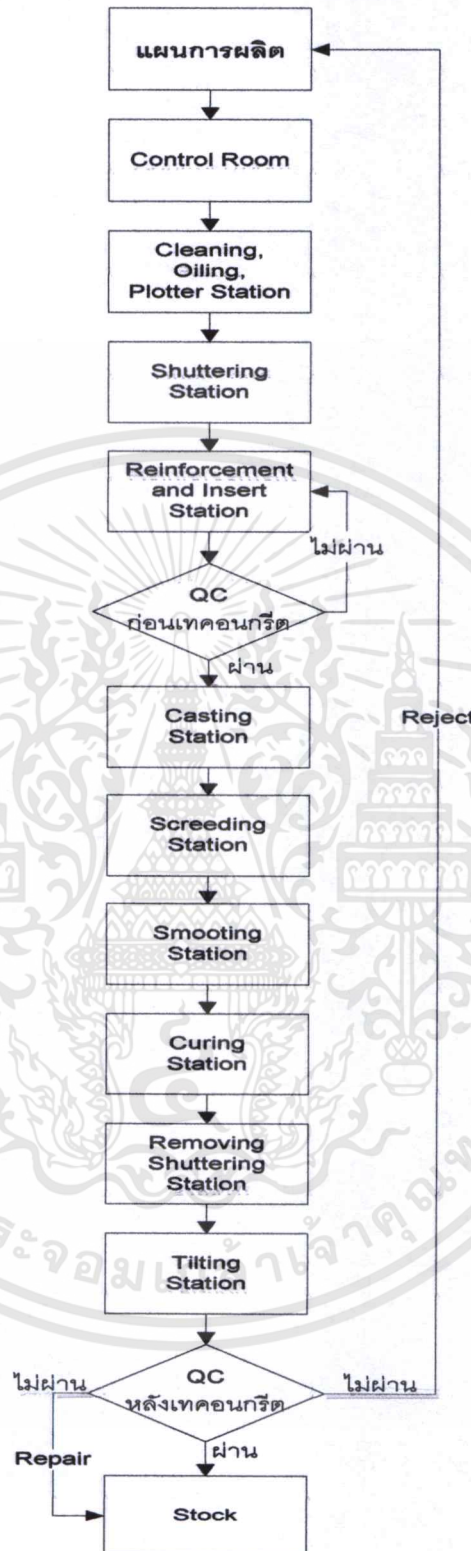 แผนการผลิต
Control Room
Cleaning,
Oiling,
Plotter Station
Shuttering
Station
Reinforcement
and Insert
Station
ไม่ผ่าน
QC
ก่อนเทคอนกรีต
ผ่าน
Casting
Station
Reject
Screeding
Station
Smooting
Station
Curing
Station
Removing
Shuttering
Station
Tilting
Station
ไม่ผ่าน
QC
หลังเทคอนกรีต
ไม่ผ่าน
Repair
ผ่าน
Stock